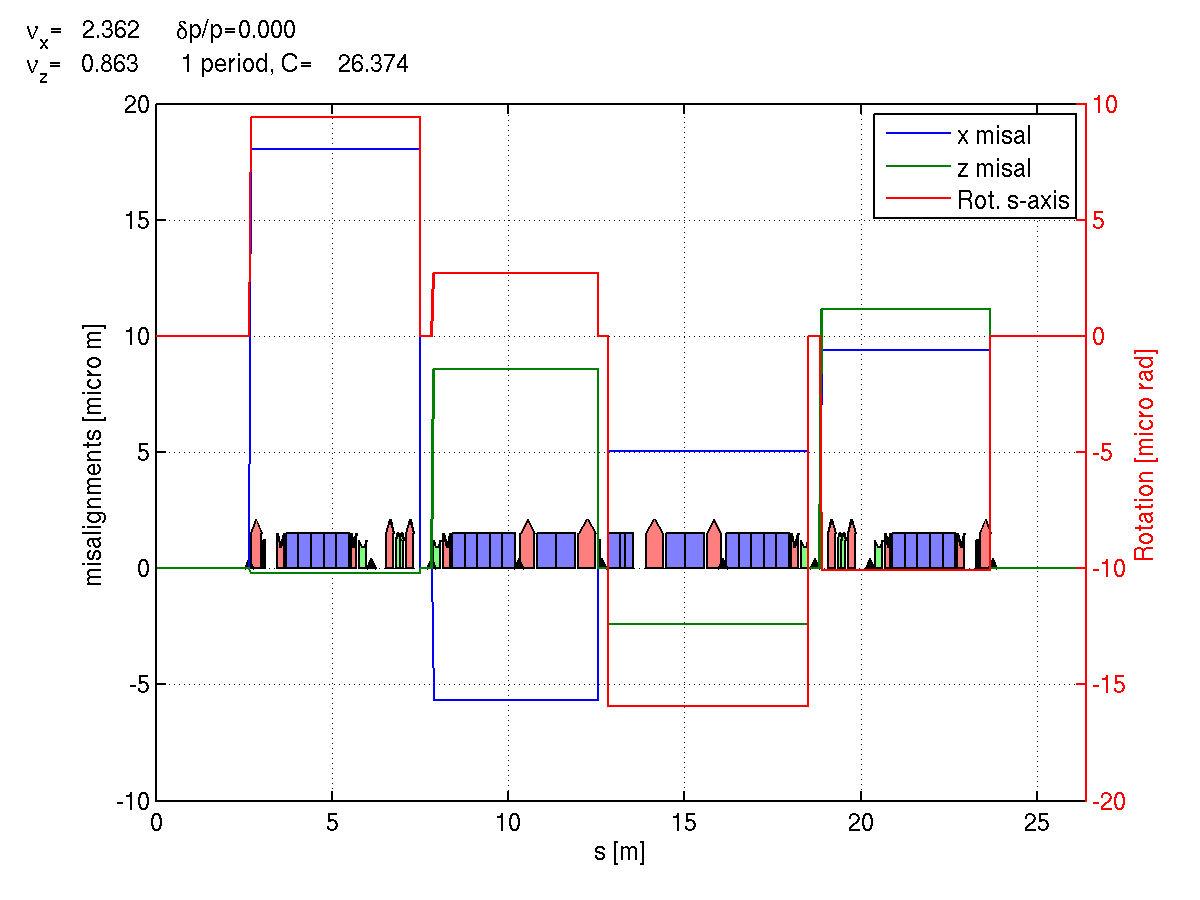 νx= 2.362 δp/p=0.000
νz= 0.863 1 period, C= 26.374
20
15
10
5
0
-5
-10
misalignments [micro m]
0
5
10
15
20
25
s [m]
10
5
0
-5
-10
-15
-20
Rotation [micro rad]
x misal
z misal
Rot. s-axis